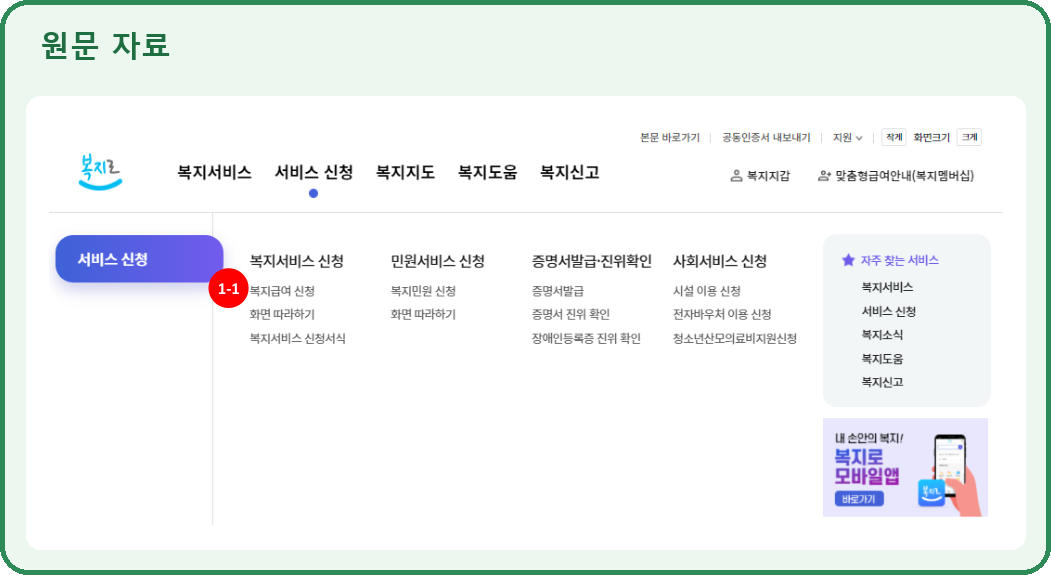 원문 자료
본문 바로가기 | 공동인증서 내보내기 | 지원 | 작게 화면크기 크게
복지로
복지서비스 서비스 신청 복지지도 복지도움 복지신고
복지지갑 맞춤형급여안내(복지멤버십)
서비스 신청
1-1
복지서비스 신청
복지급여 신청
화면 따라하기
복지서비스 신청서식
민원서비스 신청
복지민원 신청
화면 따라하기
증명서발급·진위확인
증명서발급
증명서 진위 확인
장애인등록증 진위 확인
사회서비스 신청
시설 이용 신청
전자바우처 이용 신청
청소년산모의료비지원신청
자주 찾는 서비스
복지서비스
서비스 신청
복지소식
복지도움
복지신고
내 손안의 복지!
복지로
모바일앱
바로가기
복지로